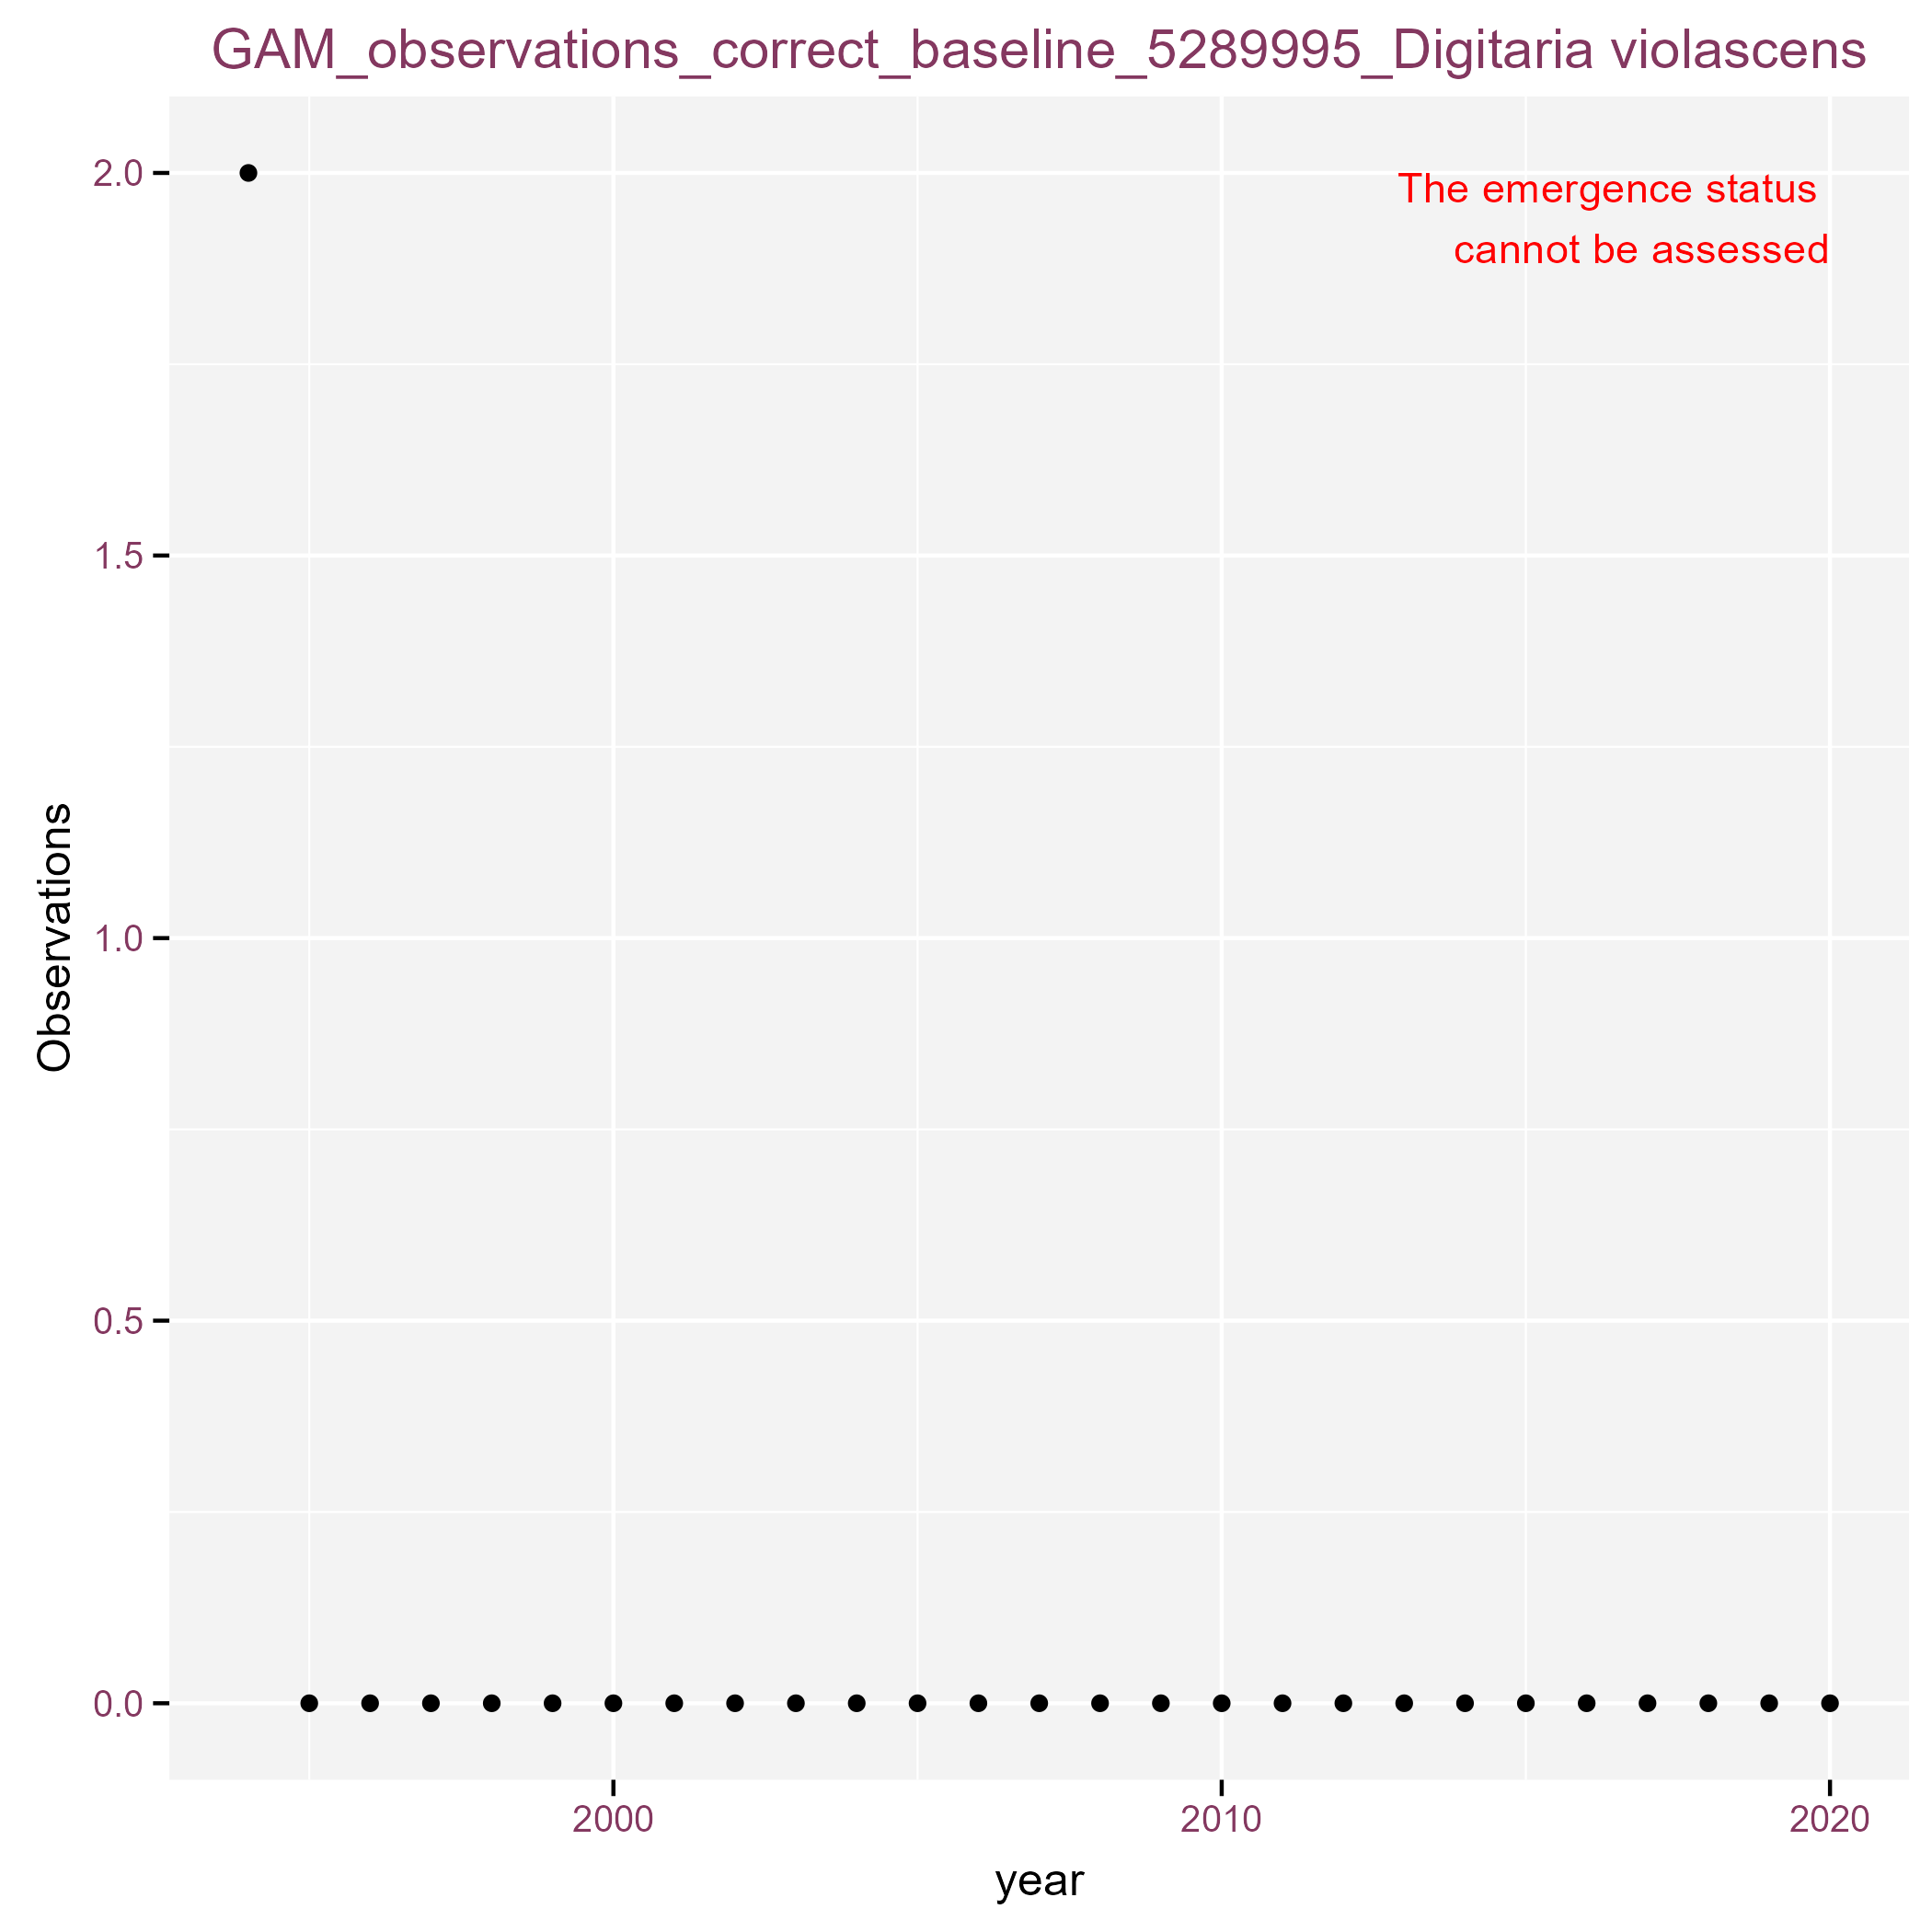 GAM_observations_correct_baseline_5289995_Digitaria violascens
The emergence status
cannot be assessed
2.0
1.5
1.0
0.5
0.0
Observations
2000
2010
2020
year